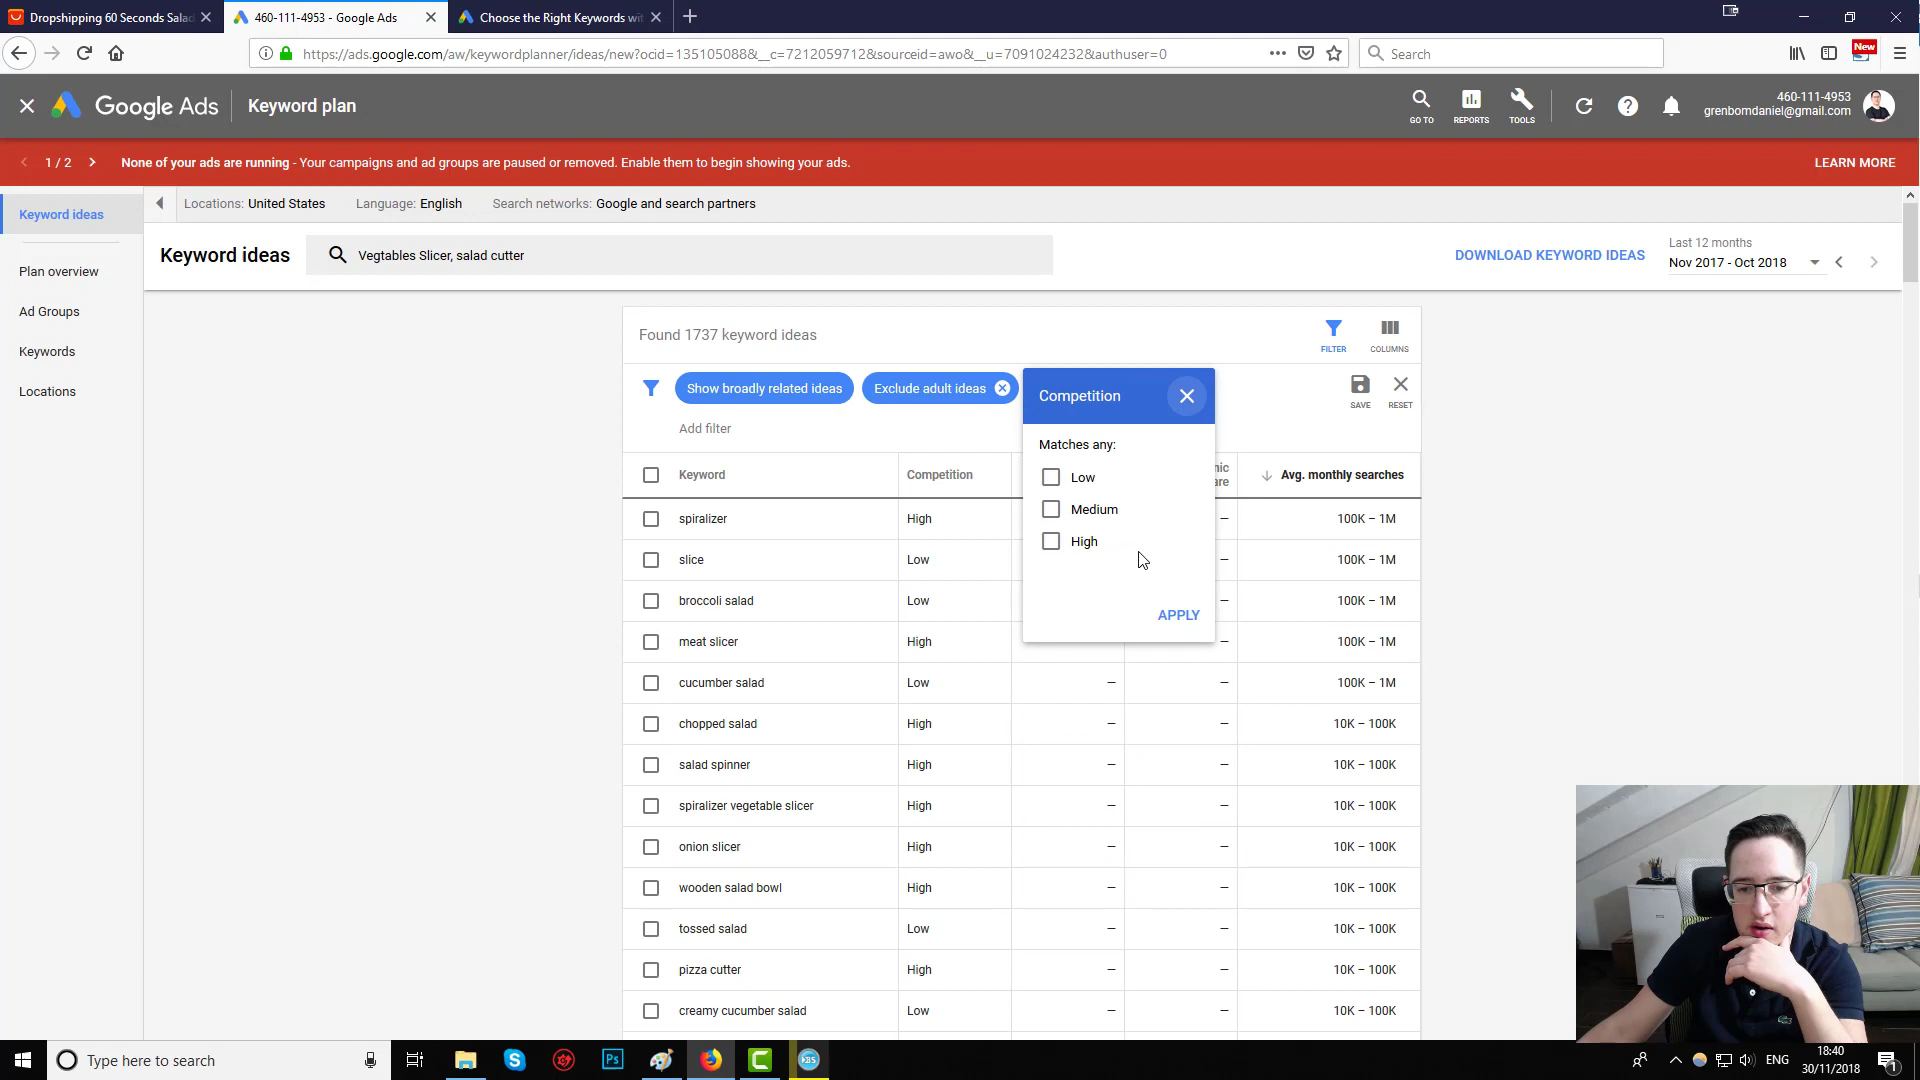 Dropshipping 60 Seconds Salad
460-111-4953 - Google Ads
Choose the Right Keywords wit
https://ads.google.com/aw/keywordplanner/ideas/new?ocid=135105088&__c=7212059712&sourceid=awo&__u=7091024232&authuser=0
Search
New
Google Ads
Keyword plan
GO TO
REPORTS
TOOLS
460-111-4953
grenbomdaniel@gmail.com
1 / 2
None of your ads are running - Your campaigns and ad groups are paused or removed. Enable them to begin showing your ads.
LEARN MORE
Keyword ideas
Plan overview
Ad Groups
Keywords
Locations
Locations: United States
Language: English
Search networks: Google and search partners
Keyword ideas
Vegtables Slicer, salad cutter
DOWNLOAD KEYWORD IDEAS
Last 12 months
Nov 2017 - Oct 2018
Found 1737 keyword ideas
FILTER
COLUMNS
Show broadly related ideas
Exclude adult ideas
Add filter
SAVE
RESET
Competition
Matches any:
Low
Medium
High
APPLY
Keyword
Competition
nic
are
Avg. monthly searches
spiralizer High – 100K – 1M
slice Low – 100K – 1M
broccoli salad Low – 100K – 1M
meat slicer High – 100K – 1M
cucumber salad Low – – 100K – 1M
chopped salad High – – 10K – 100K
salad spinner High – – 10K – 100K
spiralizer vegetable slicer High – – 10K – 100K
onion slicer High – – 10K – 100K
wooden salad bowl High – – 10K – 100K
tossed salad Low – – 10K – 100K
pizza cutter High – – 10K – 100K
creamy cucumber salad Low – – 10K – 100K
Type here to search
Ps
ENG
18:40
30/11/2018
1